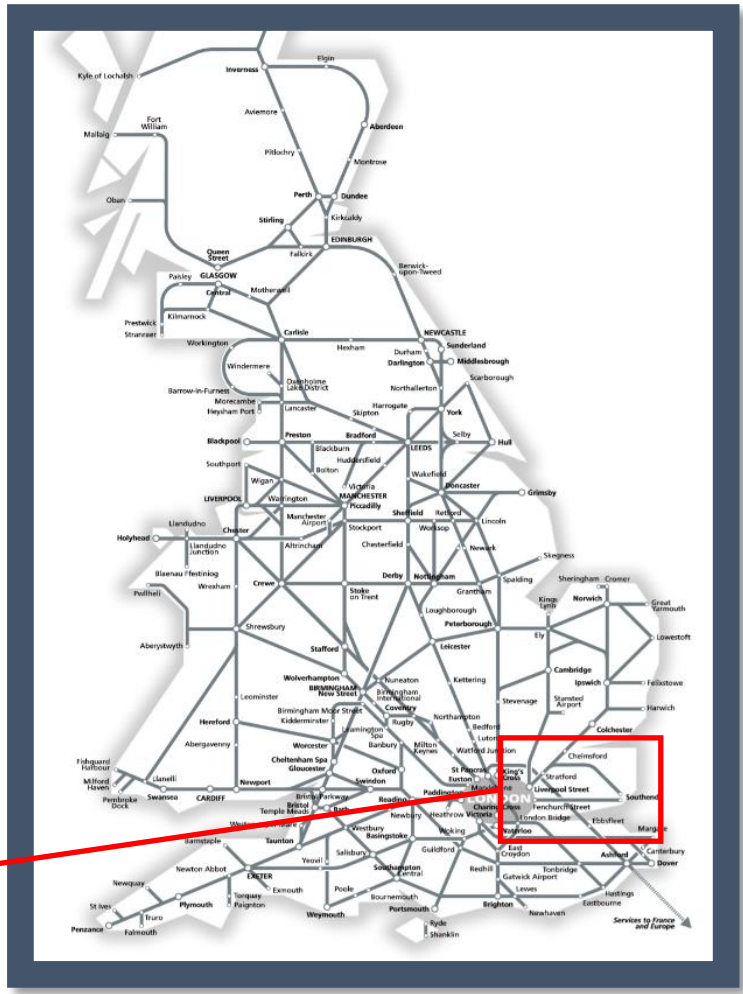 Elgin
Inverness
Kyle of Lochalsh
Aviemore
Fort
William
Mallaig
Aberdeen
Pitlochry
Montrose
Perth
Dundee
Oban
Kirkcaldy
Stirling
EDINBURGH
Queen
Street
Falkirk
Berwick-
upon-Tweed
GLASGOW
Paisley
Central
Motherwell
Kilmarnock
Prestwick
Stranraer
Carlisle
NEWCASTLE
Workington
Hexham
Sunderland
Durham
Darlington
Middlesbrough
Windermere
Oxenholme
Lake District
Northallerton
Scarborough
Barrow-in-Furness
Morecambe
Heysham Port
Lancaster
Harrogate
York
Skipton
Blackpool
Preston
Bradford
LEEDS
Selby
Hull
Blackburn
Huddersfield
Southport
Bolton
Wakefield
Wigan
Victoria
Doncaster
Grimsby
MANCHESTER
LIVERPOOL
Warrington
Piccadilly
Manchester
Airport
Sheffield
Retford
Llandudno
Stockport
Worksop
Lincoln
Chester
Holyhead
Llandudno
Junction
Altrincham
Chesterfield
Newark
Skegness
Blaenau Ffestiniog
Derby
Nottingham
Spalding
Sheringham
Cromer
Pwllheli
Wrexham
Crewe
Stoke
on Trent
Grantham
Kings
Lynn
Norwich
Great
Yarmouth
Loughborough
Shrewsbury
Peterborough
Ely
Lowestoft
Aberystwyth
Stafford
Leicester
Cambridge
Wolverhampton
Nuneaton
Kettering
Ipswich
Felixstowe
BIRMINGHAM
New Street
Birmingham
International
Stansted
Airport
Leominster
Birmingham Moor Street
Coventry
Stevenage
Harwich
Hereford
Kidderminster
Rugby
Northampton
Colchester
Leamington
Spa
Bedford
Abergavenny
Worcester
Banbury
Milton
Keynes
Luton
Chelmsford
Cheltenham Spa
Watford Junction
Fishguard
Harbour
Gloucester
Oxford
St Pancras
King's
Cross
Stratford
Milford
Haven
Llanelli
Newport
Swindon
Euston
Marylebone
Liverpool Street
Southend
Pembroke
Dock
Swansea
CARDIFF
Bristol Parkway
Paddington
LONDON
Fenchurch Street
Bristol
Temple Meads
Bath
Reading
Charing Cross
London Bridge
Ebbsfleet
Newbury
Heathrow
Victoria
Margate
Westbury
Basingstoke
Woking
Waterloo
Canterbury
Barnstaple
Taunton
Salisbury
Guildford
East
Croydon
Ashford
Dover
Yeovil
Redhill
Tonbridge
Newton Abbot
EXETER
Southampton
Central
Gatwick Airport
Newquay
Exmouth
Poole
Lewes
Hastings
St Ives
Plymouth
Torquay
Paignton
Bournemouth
Portsmouth
Brighton
Eastbourne
Truro
Weymouth
Newhaven
Penzance
Falmouth
Ryde
Shanklin
Services to France
and Europe